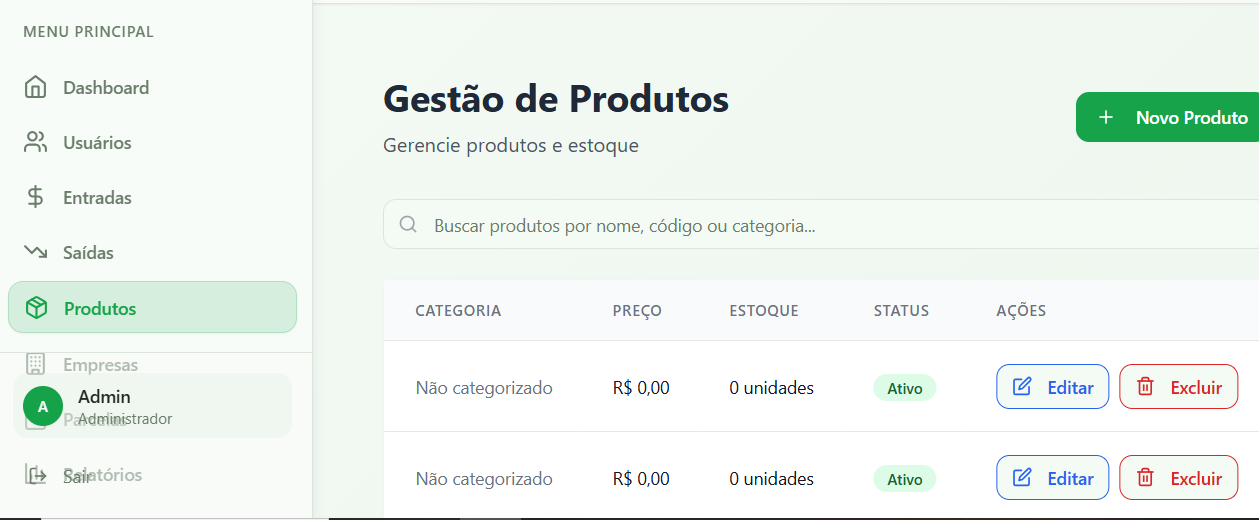 MENU PRINCIPAL
Dashboard
Usuários
Entradas
Saídas
Produtos
Empresas
A
Admin
Administrador
Parcelas
Relatórios
Sair
Gestão de Produtos
Gerencie produtos e estoque
+ Novo Produto
Buscar produtos por nome, código ou categoria...
CATEGORIA PREÇO ESTOQUE STATUS AÇÕES
Não categorizado R$ 0,00 0 unidades Ativo Editar Excluir
Não categorizado R$ 0,00 0 unidades Ativo Editar Excluir